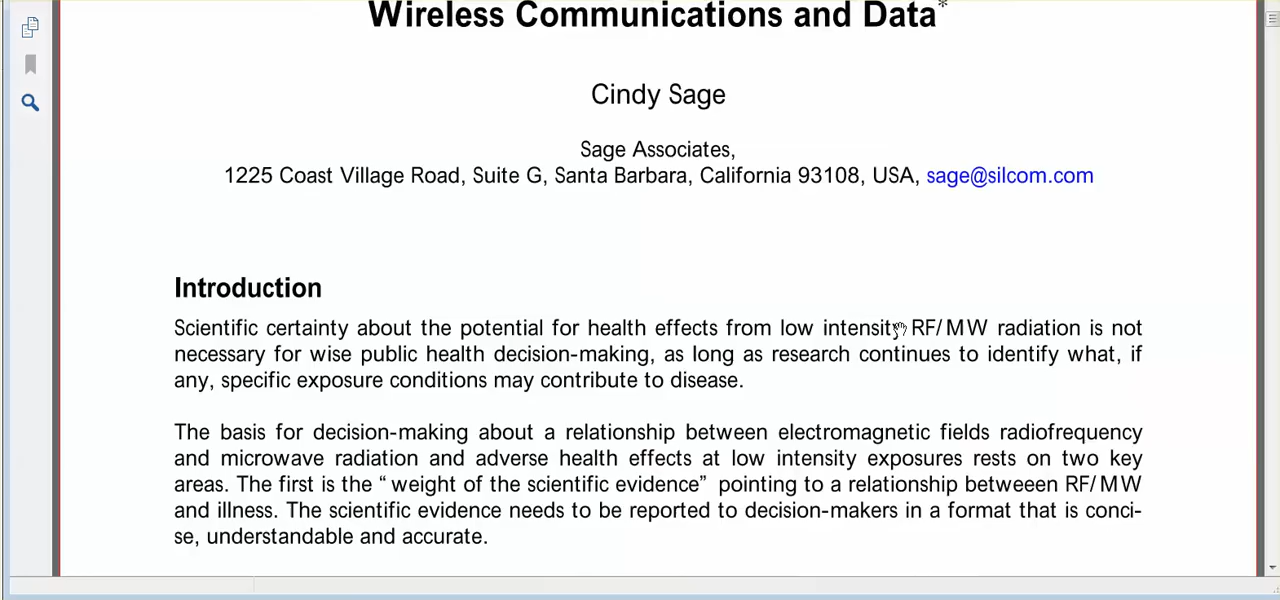 Wireless Communications and Data*
Cindy Sage
Sage Associates,
1225 Coast Village Road, Suite G, Santa Barbara, California 93108, USA, sage@silcom.com
Introduction
Scientific certainty about the potential for health effects from low intensity RF/MW radiation is not
necessary for wise public health decision-making, as long as research continues to identify what, if
any, specific exposure conditions may contribute to disease.
The basis for decision-making about a relationship between electromagnetic fields radiofrequency
and microwave radiation and adverse health effects at low intensity exposures rests on two key
areas. The first is the “weight of the scientific evidence” pointing to a relationship betweeen RF/MW
and illness. The scientific evidence needs to be reported to decision-makers in a format that is conci-
se, understandable and accurate.